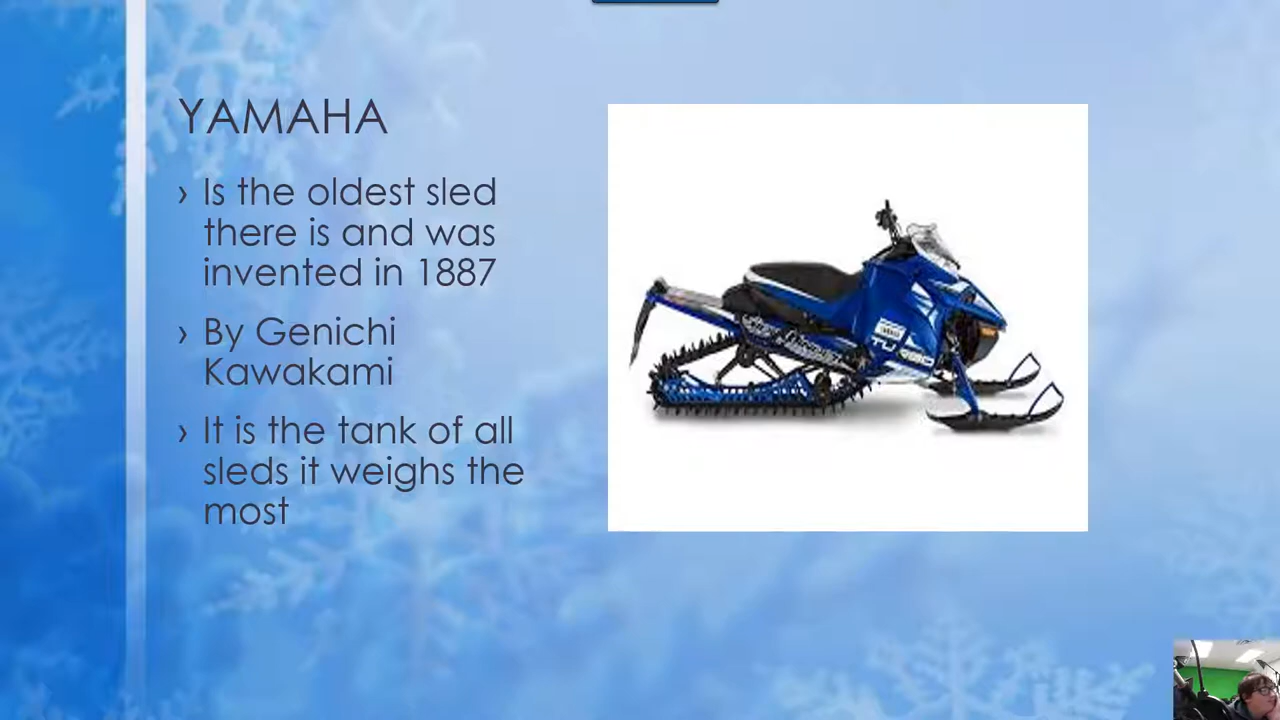 YAMAHA
› Is the oldest sled
there is and was
invented in 1887
› By Genichi
Kawakami
› It is the tank of all
sleds it weighs the
most